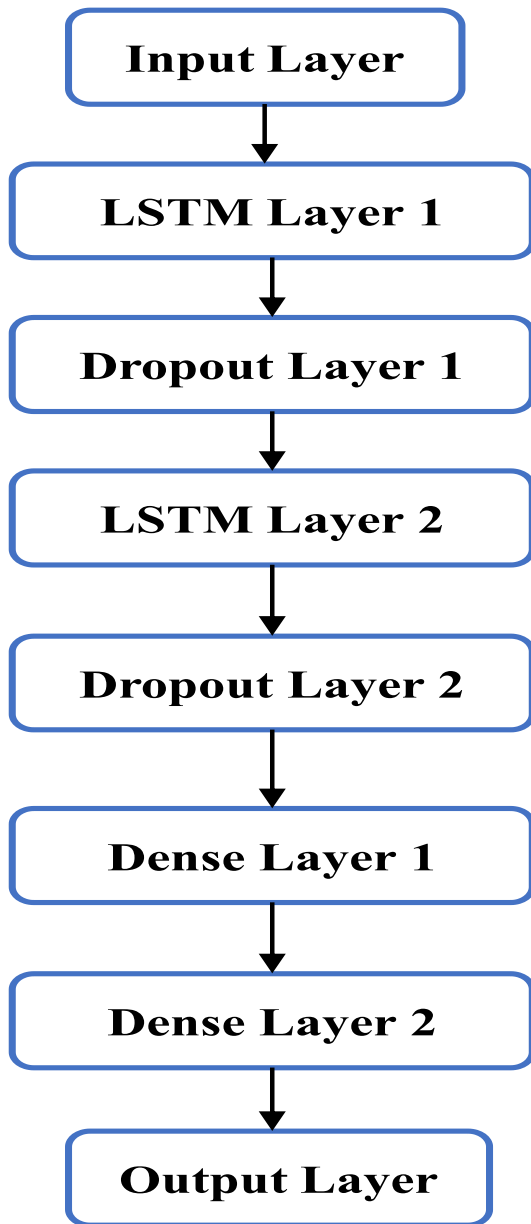 Input Layer
LSTM Layer 1
Dropout Layer 1
LSTM Layer 2
Dropout Layer 2
Dense Layer 1
Dense Layer 2
Output Layer